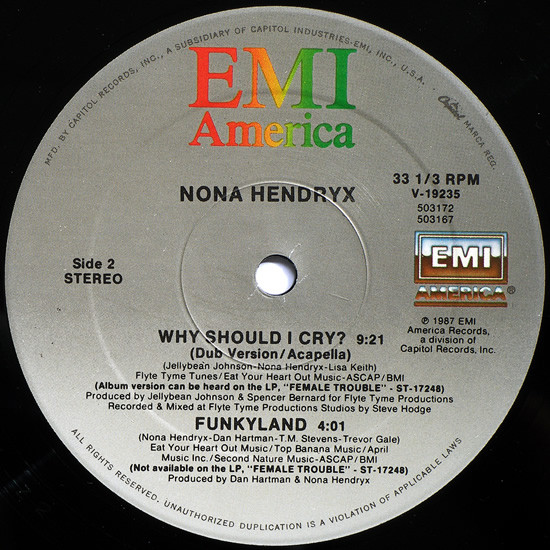 MFD. BY CAPITOL RECORDS, INC., A SUBSIDIARY OF CAPITOL INDUSTRIES-EMI, INC., U.S.A.
Capitol MARCA REG.
EMI
America
NONA HENDRYX
33 1/3 RPM
V-19235
503172
503167
Side 2
STEREO
EMI
AMERICA®
℗ 1987 EMI
America Records,
a division of
Capitol Records, Inc.
WHY SHOULD I CRY? 9:21
(Dub Version/Acapella)
(Jellybean Johnson-Nona Hendryx-Lisa Keith)
Flyte Tyme Tunes/Eat Your Heart Out Music-ASCAP/BMI
(Album version can be heard on the LP, "FEMALE TROUBLE" - ST-17248)
Produced by Jellybean Johnson & Spencer Bernard for Flyte Tyme Productions
Recorded & Mixed at Flyte Tyme Productions Studios by Steve Hodge
FUNKYLAND 4:01
(Nona Hendryx-Dan Hartman-T.M. Stevens-Trevor Gale)
Eat Your Heart Out Music/Top Banana Music/April
Music Inc./Second Nature Music-ASCAP/BMI
(Not available on the LP, "FEMALE TROUBLE" - ST-17248)
Produced by Dan Hartman & Nona Hendryx
ALL RIGHTS RESERVED. UNAUTHORIZED DUPLICATION IS A VIOLATION OF APPLICABLE LAWS